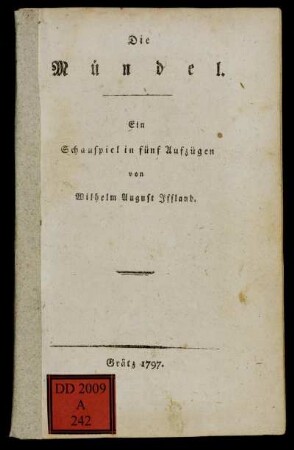 Die
Mündel.
Ein
Schauspiel in fünf Aufzügen
von
Wilhelm August Iffland.
Grätz 1797.
DD 2009
A
242